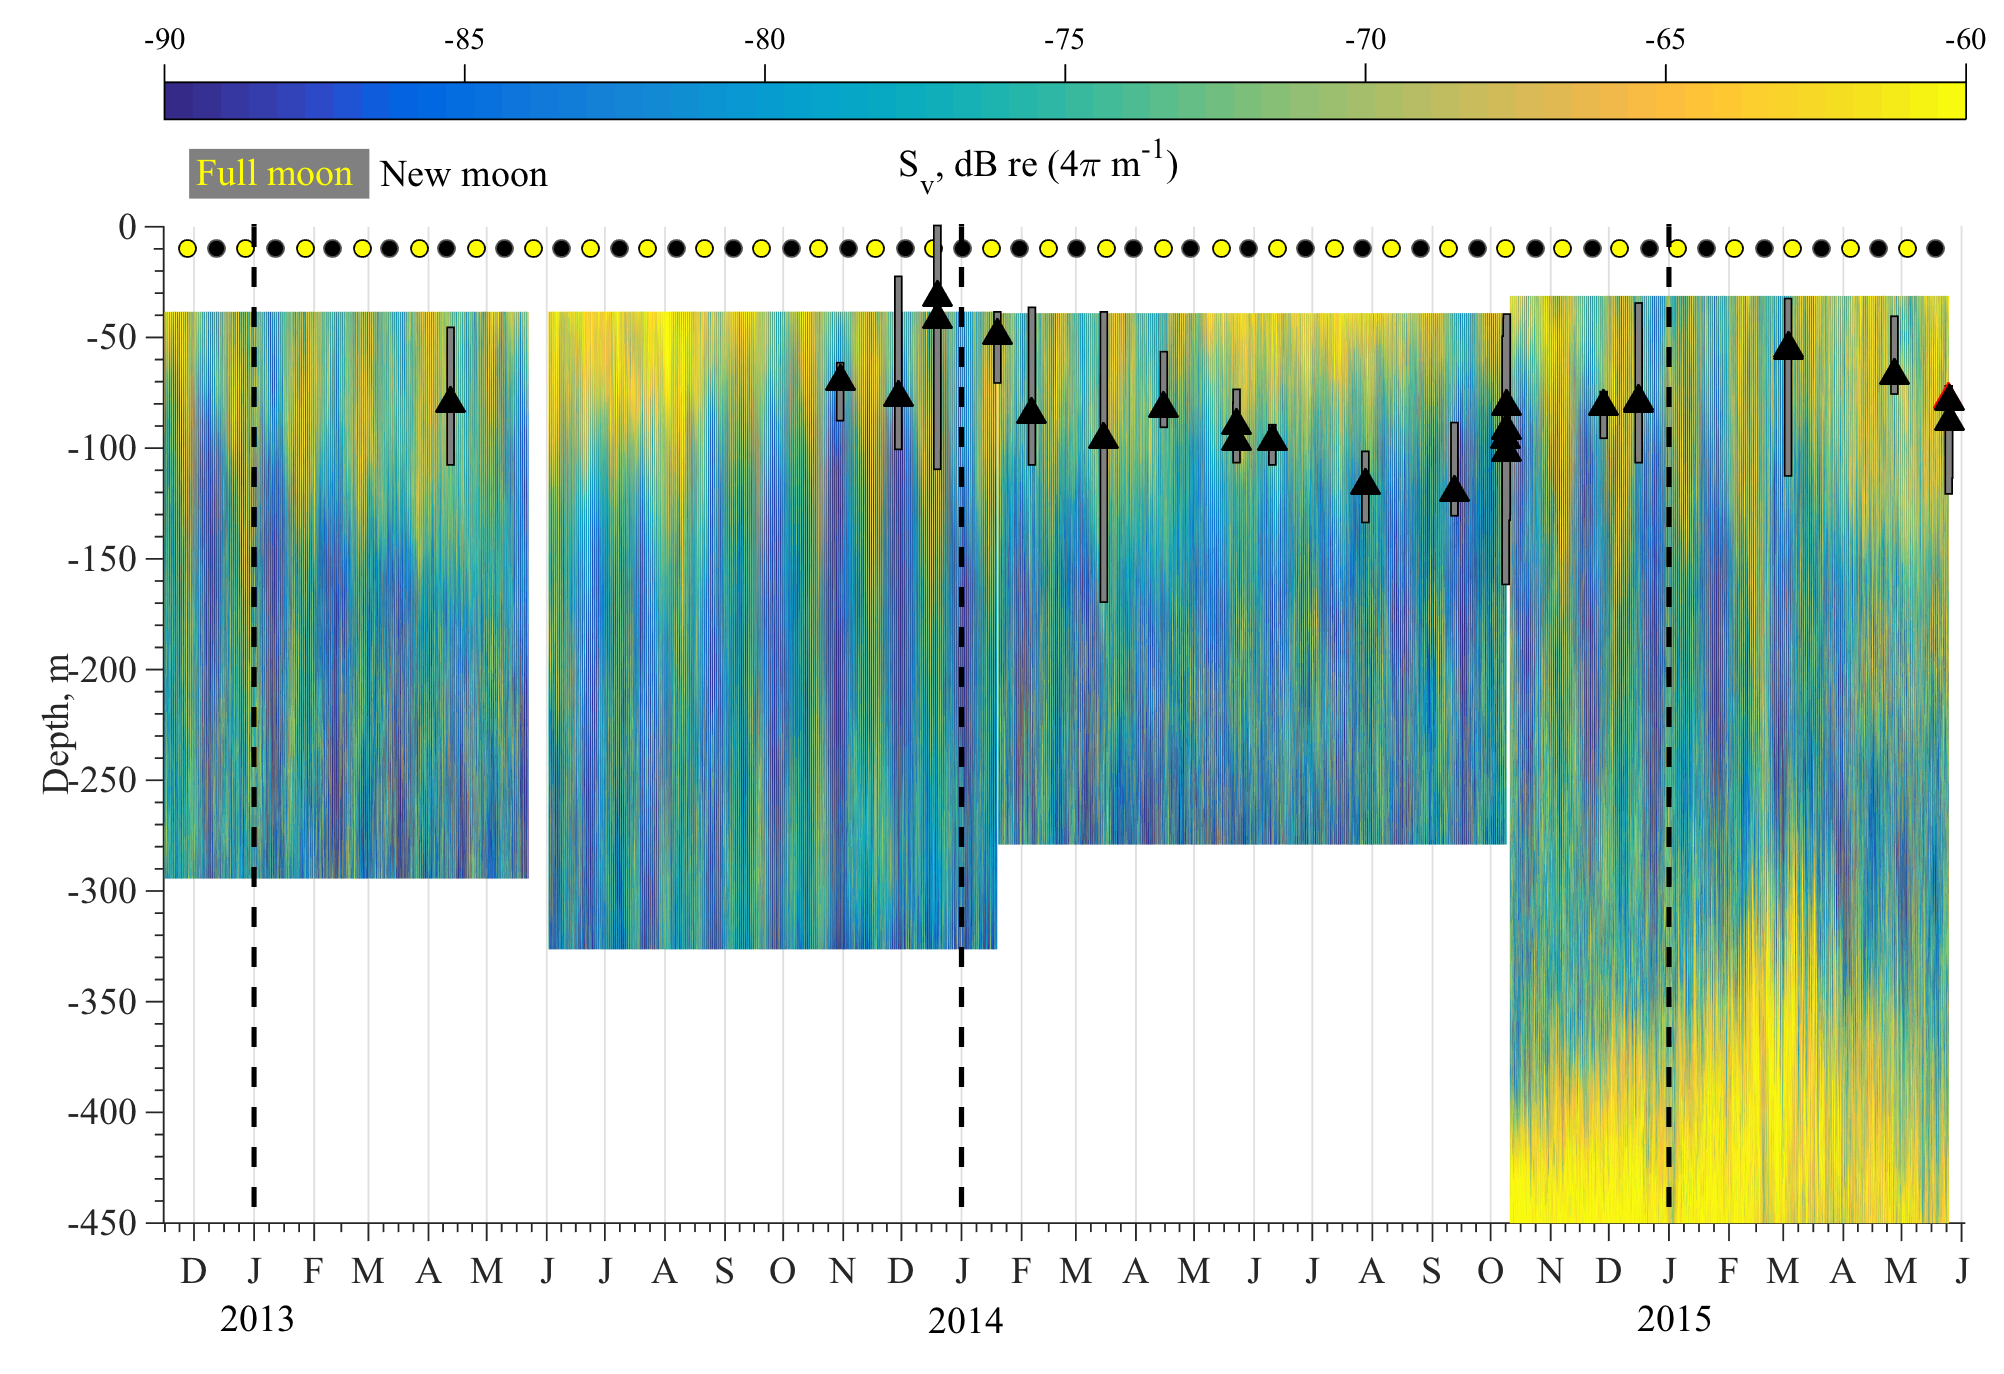 -90 -85 -80 -75 -70 -65 -60
Full moon New moon Sv, dB re (4π m-1)
0
-50
-100
-150
-200
-250
-300
-350
-400
-450
Depth, m
D J F M A M J J A S O N D J F M A M J J A S O N D J F M A M J
2013 2014 2015